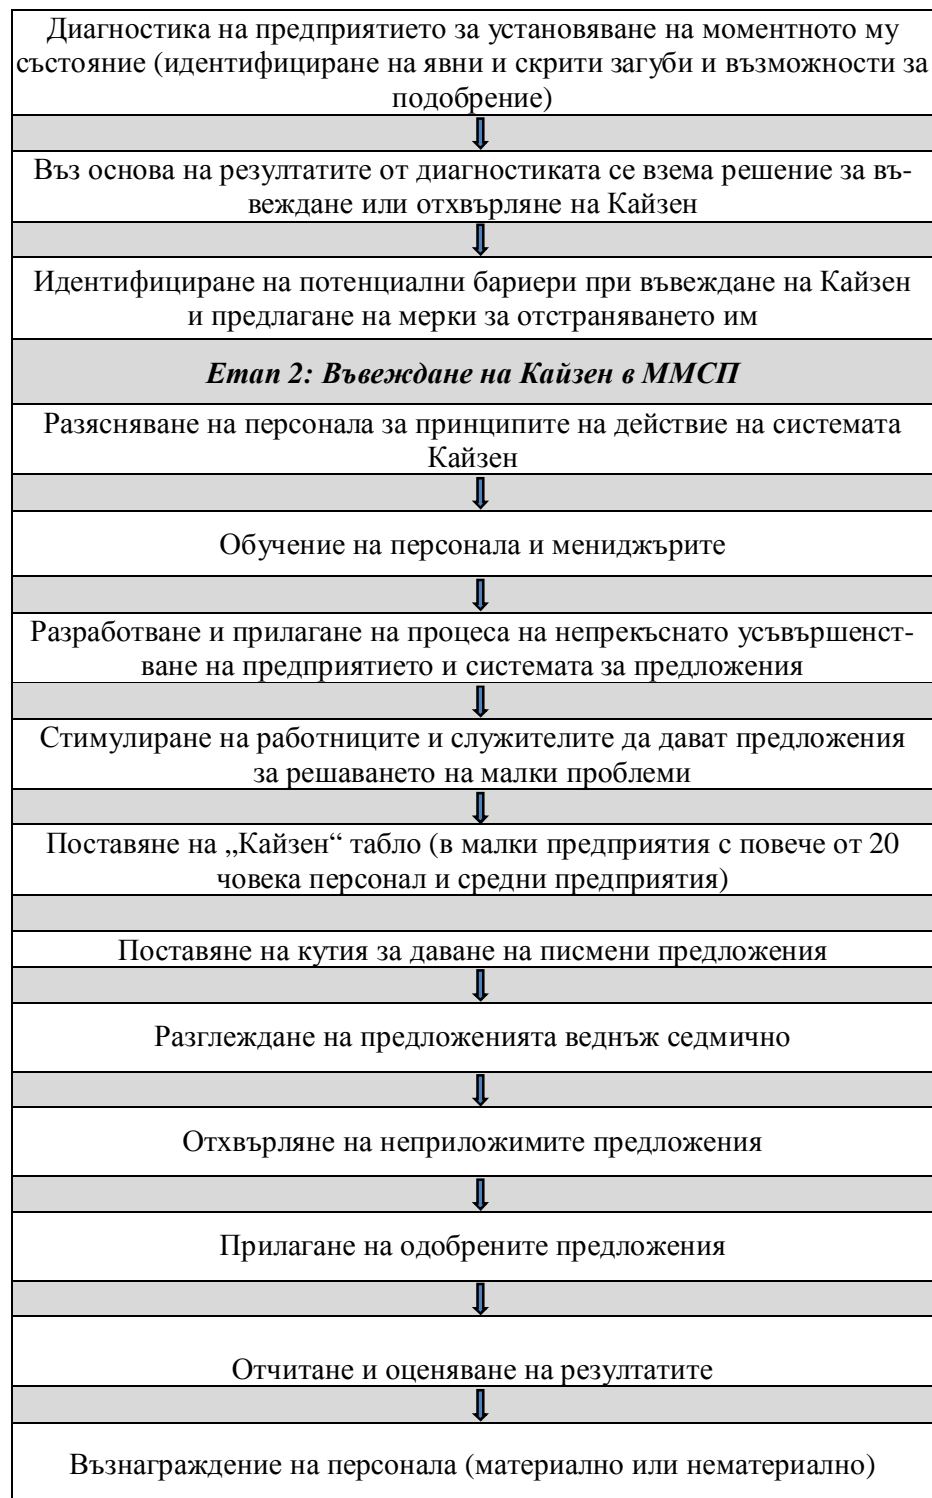 Диагностика на предприятието за установяване на моментното му
състояние (идентифициране на явни и скрити загуби и възможности за
подобрение)
Въз основа на резултатите от диагностиката се взема решение за въ-
веждане или отхвърляне на Кайзен
Идентифициране на потенциални бариери при въвеждане на Кайзен
и предлагане на мерки за отстраняването им
Етап 2: Въвеждане на Кайзен в ММСП
Разясняване на персонала за принципите на действие на системата
Кайзен
Обучение на персонала и мениджърите
Разработване и прилагане на процеса на непрекъснато усъвършенст-
ване на предприятието и системата за предложения
Стимулиране на работниците и служителите да дават предложения
за решаването на малки проблеми
Поставяне на „Кайзен“ табло (в малки предприятия с повече от 20
човека персонал и средни предприятия)
Поставяне на кутия за даване на писмени предложения
Разглеждане на предложенията веднъж седмично
Отхвърляне на неприложимите предложения
Прилагане на одобрените предложения
Отчитане и оценяване на резултатите
Възнаграждение на персонала (материално или нематериално)